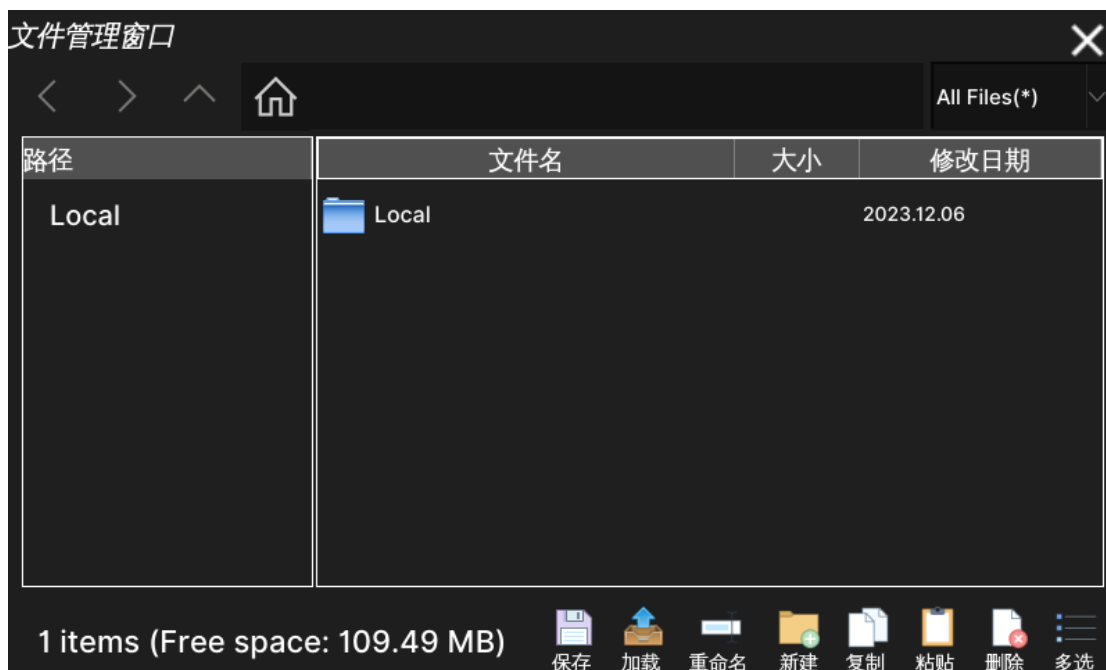 文件管理窗口
All Files(*)
路径
文件名 大小 修改日期
Local
Local 2023.12.06
1 items (Free space: 109.49 MB)
保存 加载 重命名 新建 复制 粘贴 删除 多选